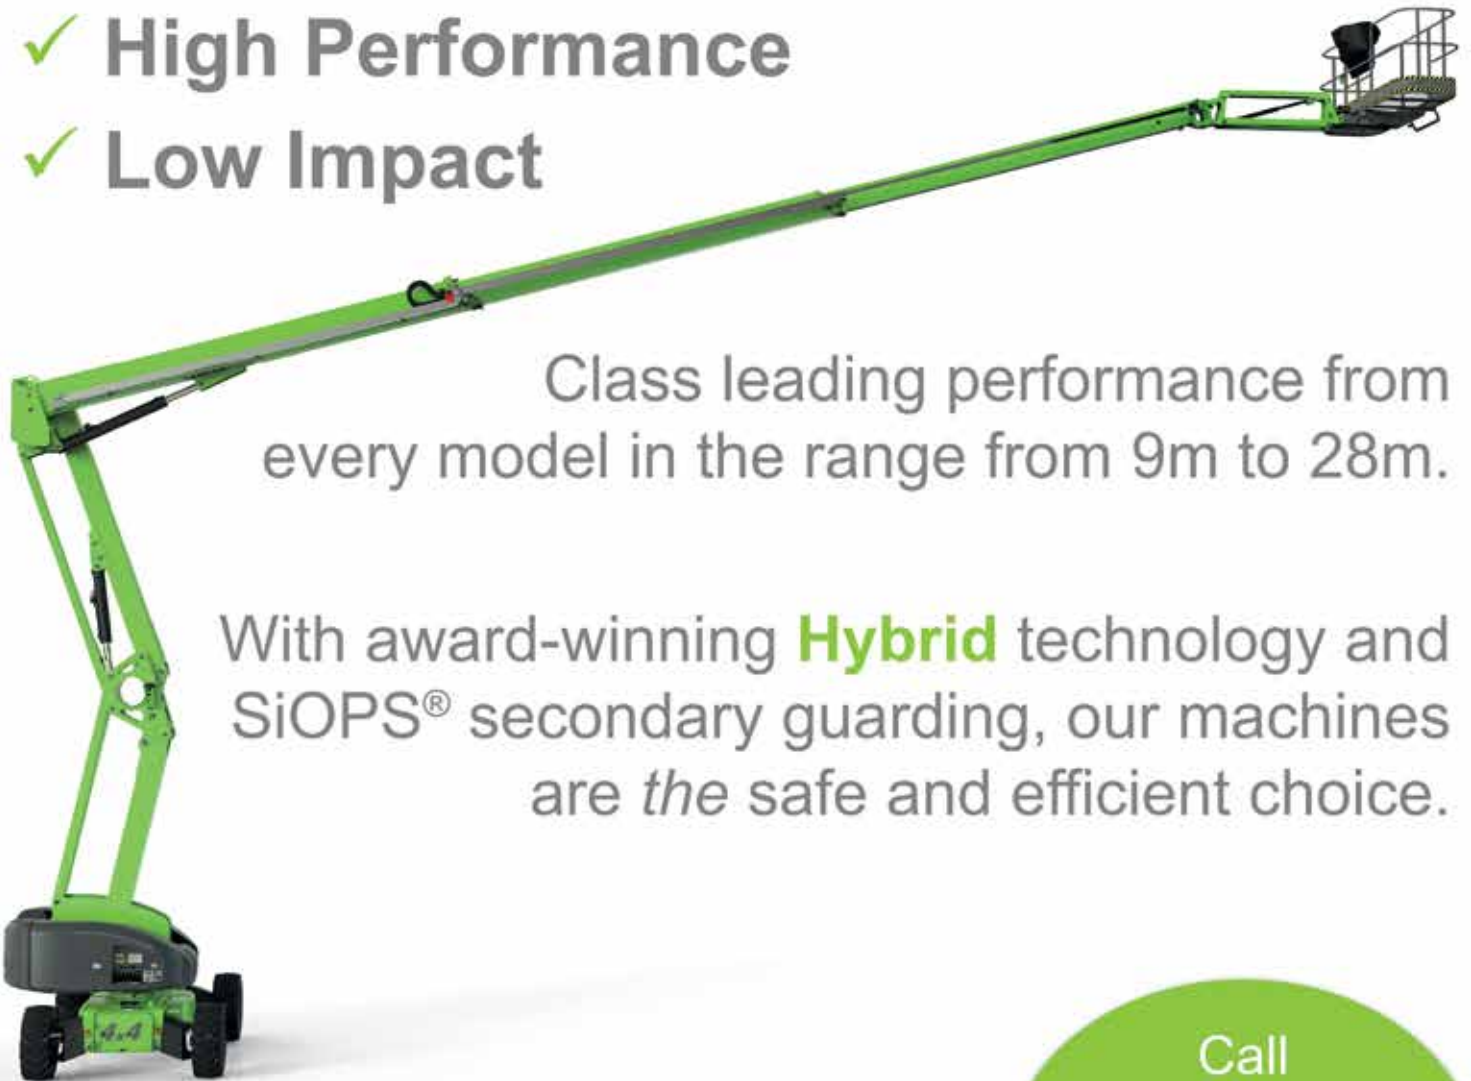 High Performance
Low Impact
Class leading performance from
every model in the range from 9m to 28m.
With award-winning Hybrid technology and
SiOPS® secondary guarding, our machines
are the safe and efficient choice.
4x4
Call